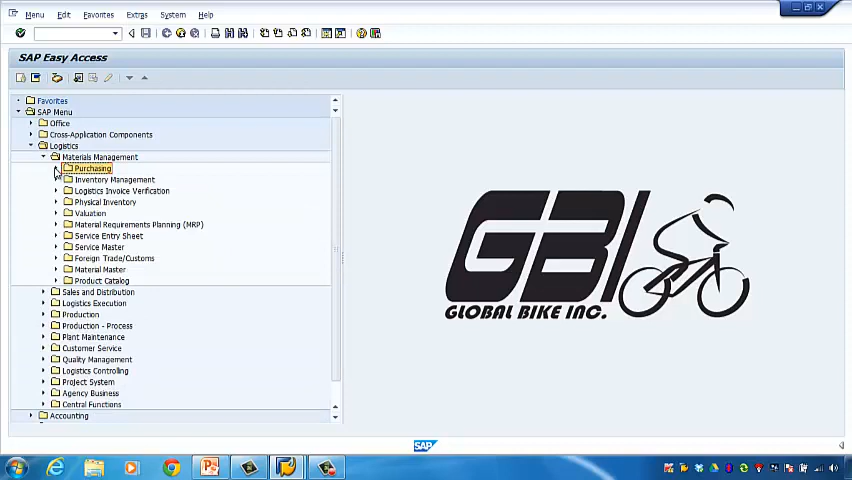 Menu Edit Favorites Extras System Help
SAP Easy Access
Favorites
SAP Menu
Office
Cross-Application Components
Logistics
Materials Management
Purchasing
Inventory Management
Logistics Invoice Verification
Physical Inventory
Valuation
Material Requirements Planning (MRP)
Service Entry Sheet
Service Master
Foreign Trade/Customs
Material Master
Product Catalog
Sales and Distribution
Logistics Execution
Production
Production - Process
Plant Maintenance
Customer Service
Quality Management
Logistics Controlling
Project System
Agency Business
Central Functions
Accounting
GBI
GLOBAL BIKE INC.
SAP